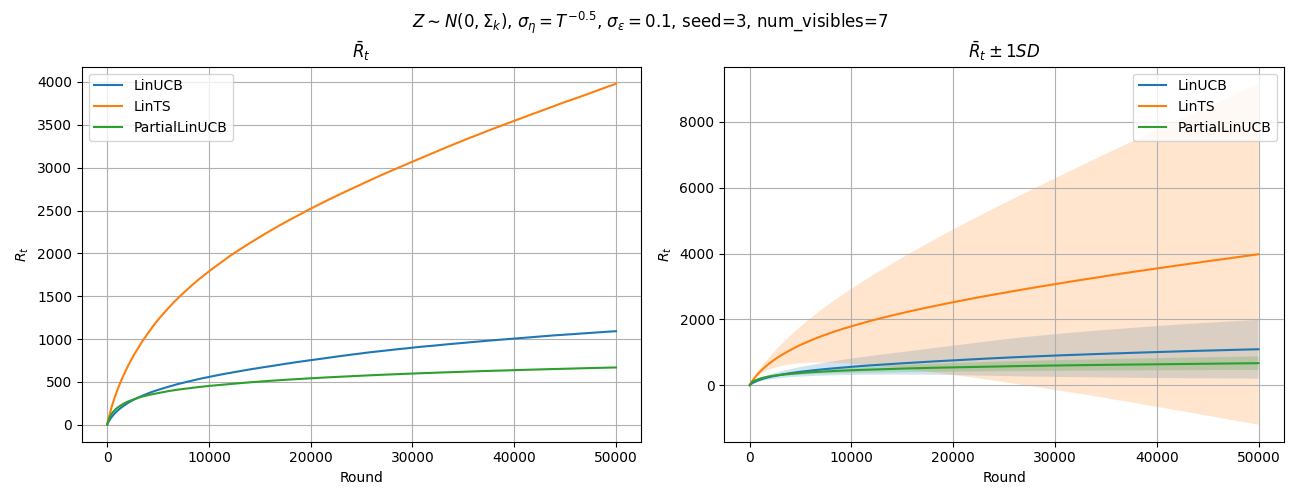 Z ∼ N(0, Σ_k), σ_η = T^{−0.5}, σ_ε = 0.1, seed=3, num_visibles=7
R̄_t
4000
3500
3000
2500
2000
1500
1000
500
0
R_t
LinUCB
LinTS
PartialLinUCB
0 10000 20000 30000 40000 50000
Round
R̄_t ± 1SD
8000
6000
4000
2000
0
R_t
LinUCB
LinTS
PartialLinUCB
0 10000 20000 30000 40000 50000
Round